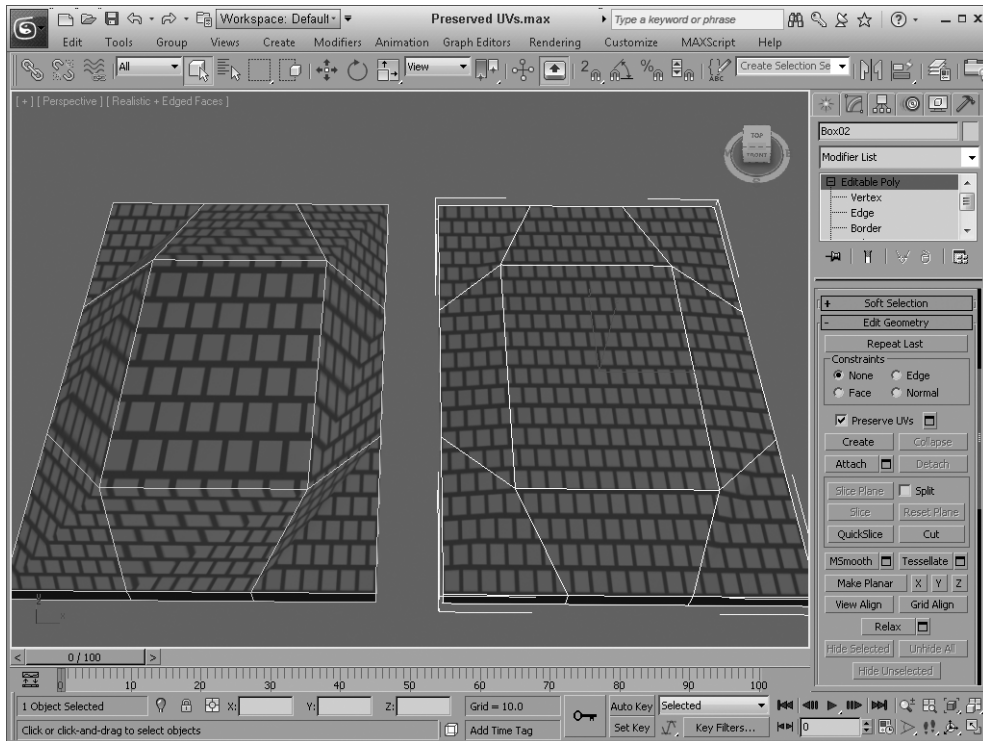 Workspace: Default
Preserved UVs.max
Type a keyword or phrase
Edit Tools Group Views Create Modifiers Animation Graph Editors Rendering Customize MAXScript Help
All
View
2
%
ABC
Create Selection Se
[ + ] [ Perspective ] [ Realistic + Edged Faces ]
TOP
FRONT
Box02
Modifier List
Editable Poly
Vertex
Edge
Border
+ Soft Selection
- Edit Geometry
Repeat Last
Constraints
None Edge
Face Normal
Preserve UVs
Create Collapse
Attach Detach
Slice Plane Split
Slice Reset Plane
QuickSlice Cut
MSmooth Tessellate
Make Planar X Y Z
View Align Grid Align
Relax
Hide Selected Unhide All
Hide Unselected
< 0 / 100 >
0 10 20 30 40 50 60 70 80 90 100
1 Object Selected X: Y: Z: Grid = 10.0 Auto Key Selected
Click or click-and-drag to select objects Add Time Tag Set Key Key Filters... 0